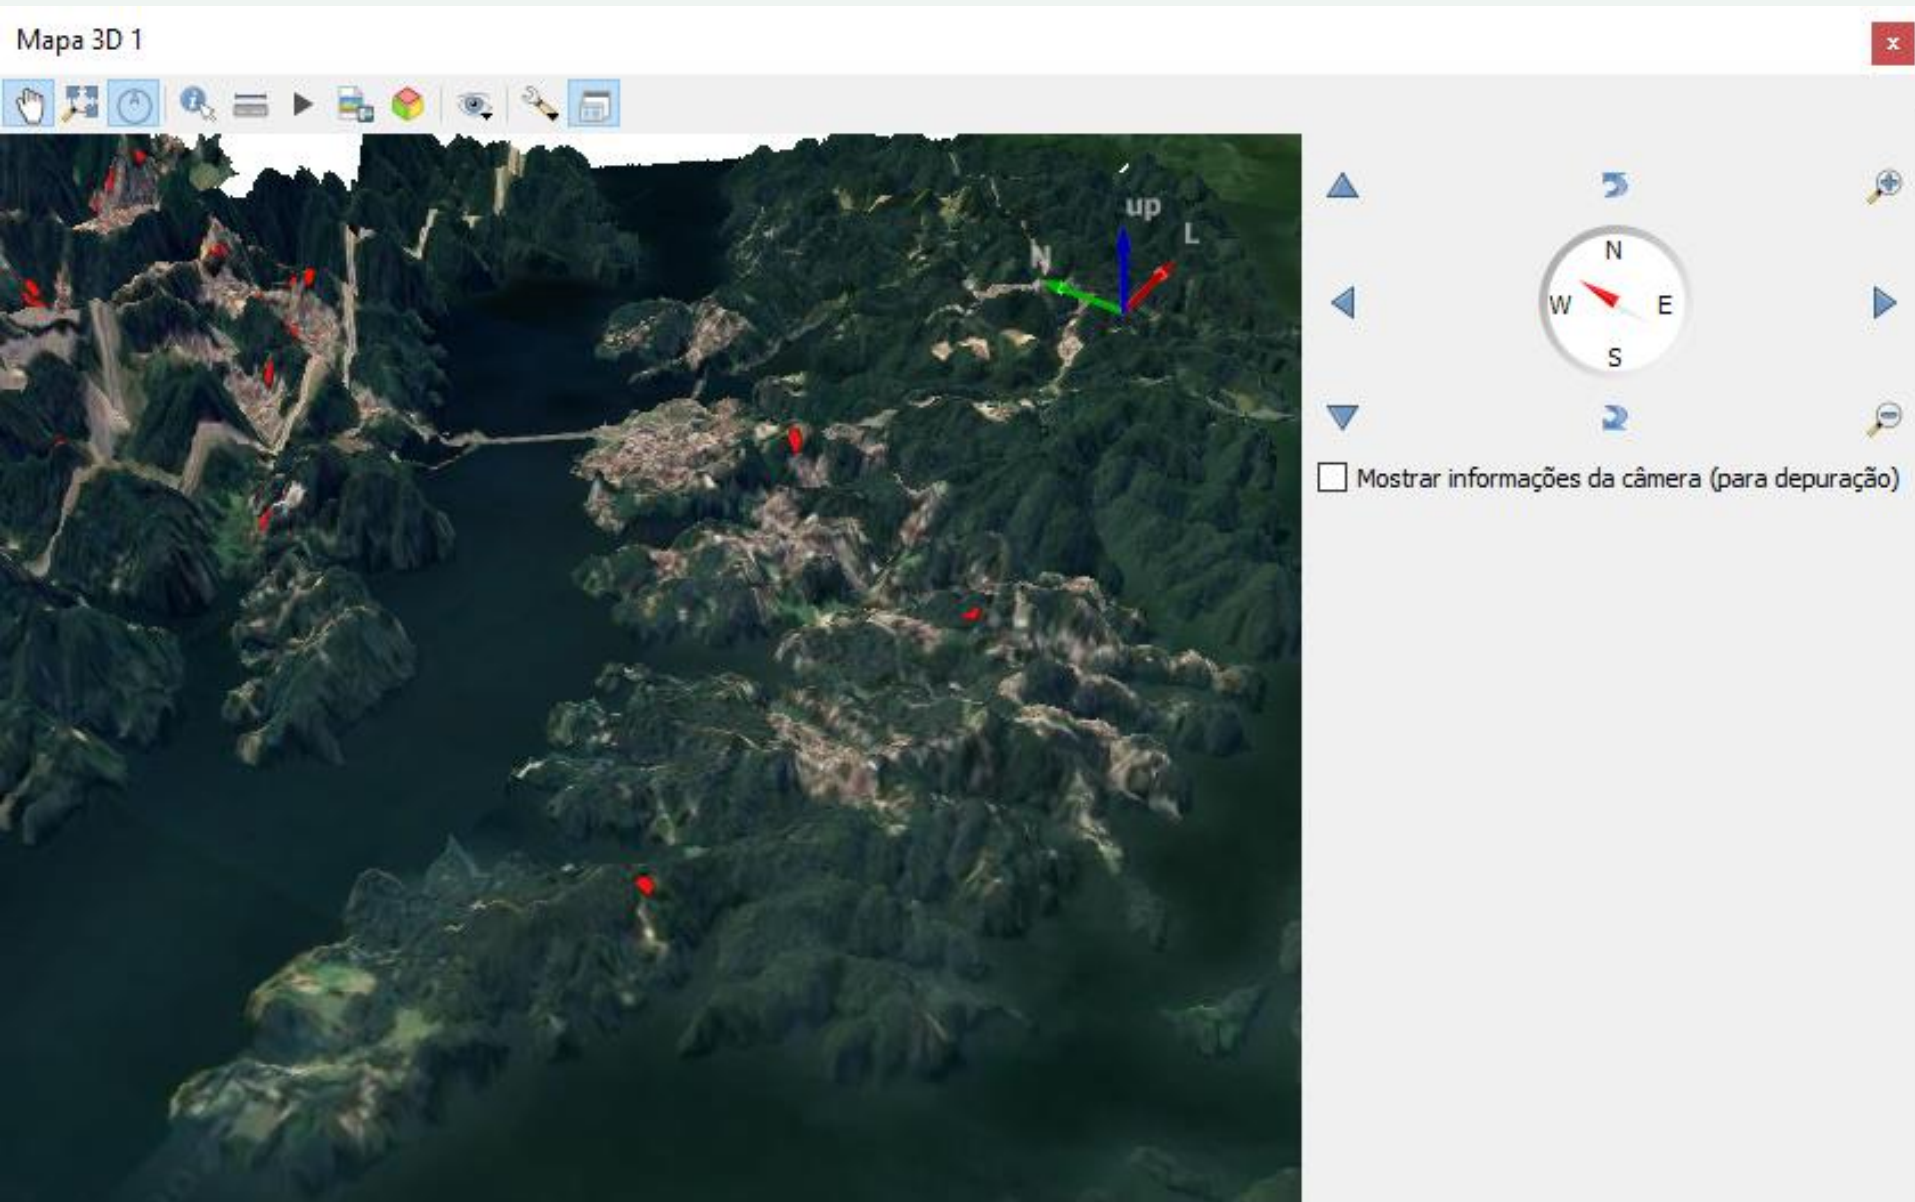 Mapa 3D 1
x
up
L
N
N
W
E
S
Mostrar informações da câmera (para depuração)